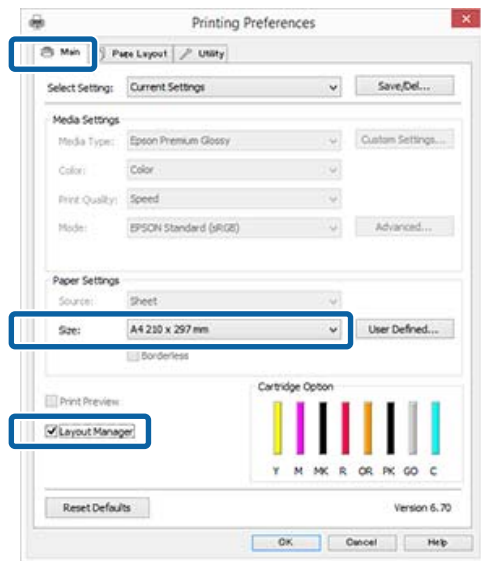 Printing Preferences
Main Page Layout Utility
Select Setting: Current Settings Save/Del...
Media Settings
Media Type: Epson Premium Glossy Custom Settings...
Color: Color
Print Quality: Speed
Mode: EPSON Standard (sRGB) Advanced...
Paper Settings
Source: Sheet
Size: A4 210 x 297 mm User Defined...
Borderless
Cartridge Option
Print Preview
Layout Manager
Y M MK R OR PK GO C
Reset Defaults Version 6.70
OK Cancel Help